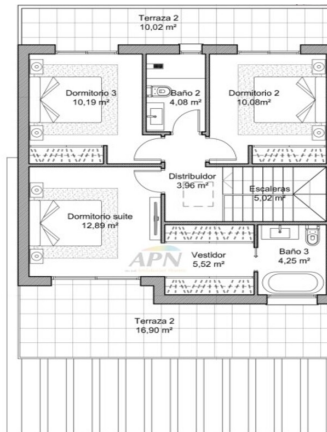 Terraza 2
10,02 m²
Dormitorio 3
10,19 m²
Baño 2
4,08 m²
Dormitorio 2
10,08m²
Distribuidor
3,96 m²
Escaleras
5,02 m²
Dormitorio suite
12,89 m²
APN
Vestidor
5,52 m²
Baño 3
4,25 m²
Terraza 2
16,90 m²